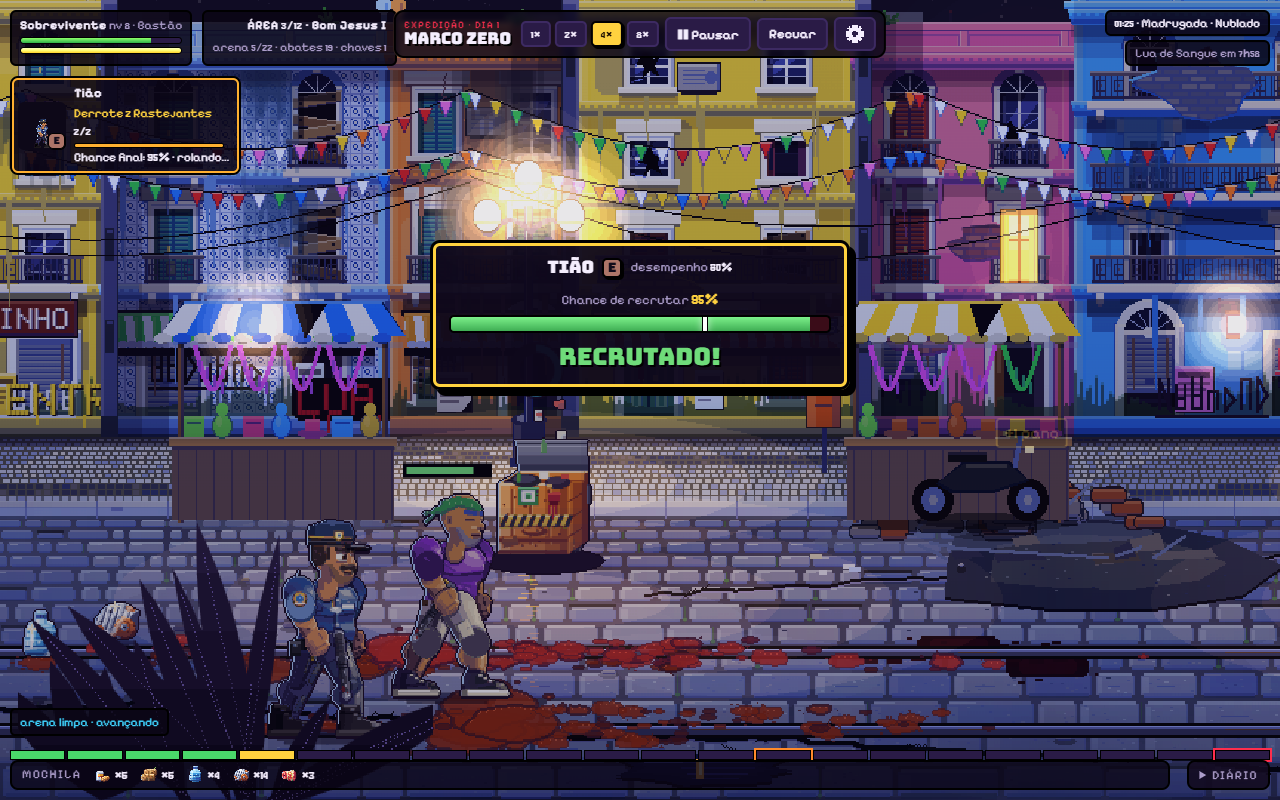 Sobrevivente nv 8 · Bastão
ÁREA 3/12 · Bom Jesus I
arena 5/22 · abates 19 · chaves 1
EXPEDIÇÃO · DIA 1
MARCO ZERO
1×
2×
4×
8×
Pausar
Recuar
01:25 · Madrugada · Nublado
Lua de Sangue em 7h58
Tião
Derrote 2 Rastejantes
2/2
E
Chance final: 95% · rolando…
TIÃO E desempenho 80%
Chance de recrutar 95%
RECRUTADO!
INHO
arena limpa · avançando
MOCHILA ×5 ×5 ×4 ×14 ×3
▶ DIÁRIO